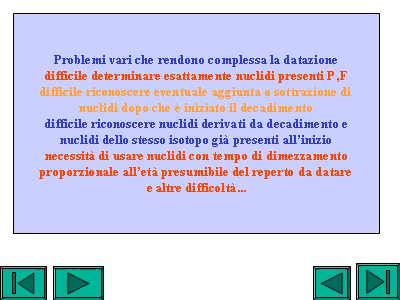 Problemi vari che rendono complessa la datazione
difficile determinare esattamente nuclidi presenti P,F
difficile riconoscere eventuale aggiunta o sottrazione di
nuclidi dopo che è iniziato il decadimento
difficile riconoscere nuclidi derivati da decadimento e
nuclidi dello stesso isotopo già presenti all'inizio
necessità di usare nuclidi con tempo di dimezzamento
proporzionale all'età presumibile del reperto da datare
e altre difficoltà...